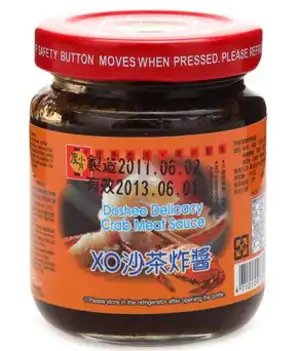 F SAFETY BUTTON MOVES WHEN PRESSED. PLEASE REFR
製造2011.06.02
有效2013.06.01
Doshee Delicacy
Crab Meat Sauce
XO沙茶炸醬
Please store in the refrigerator after opening the bottle